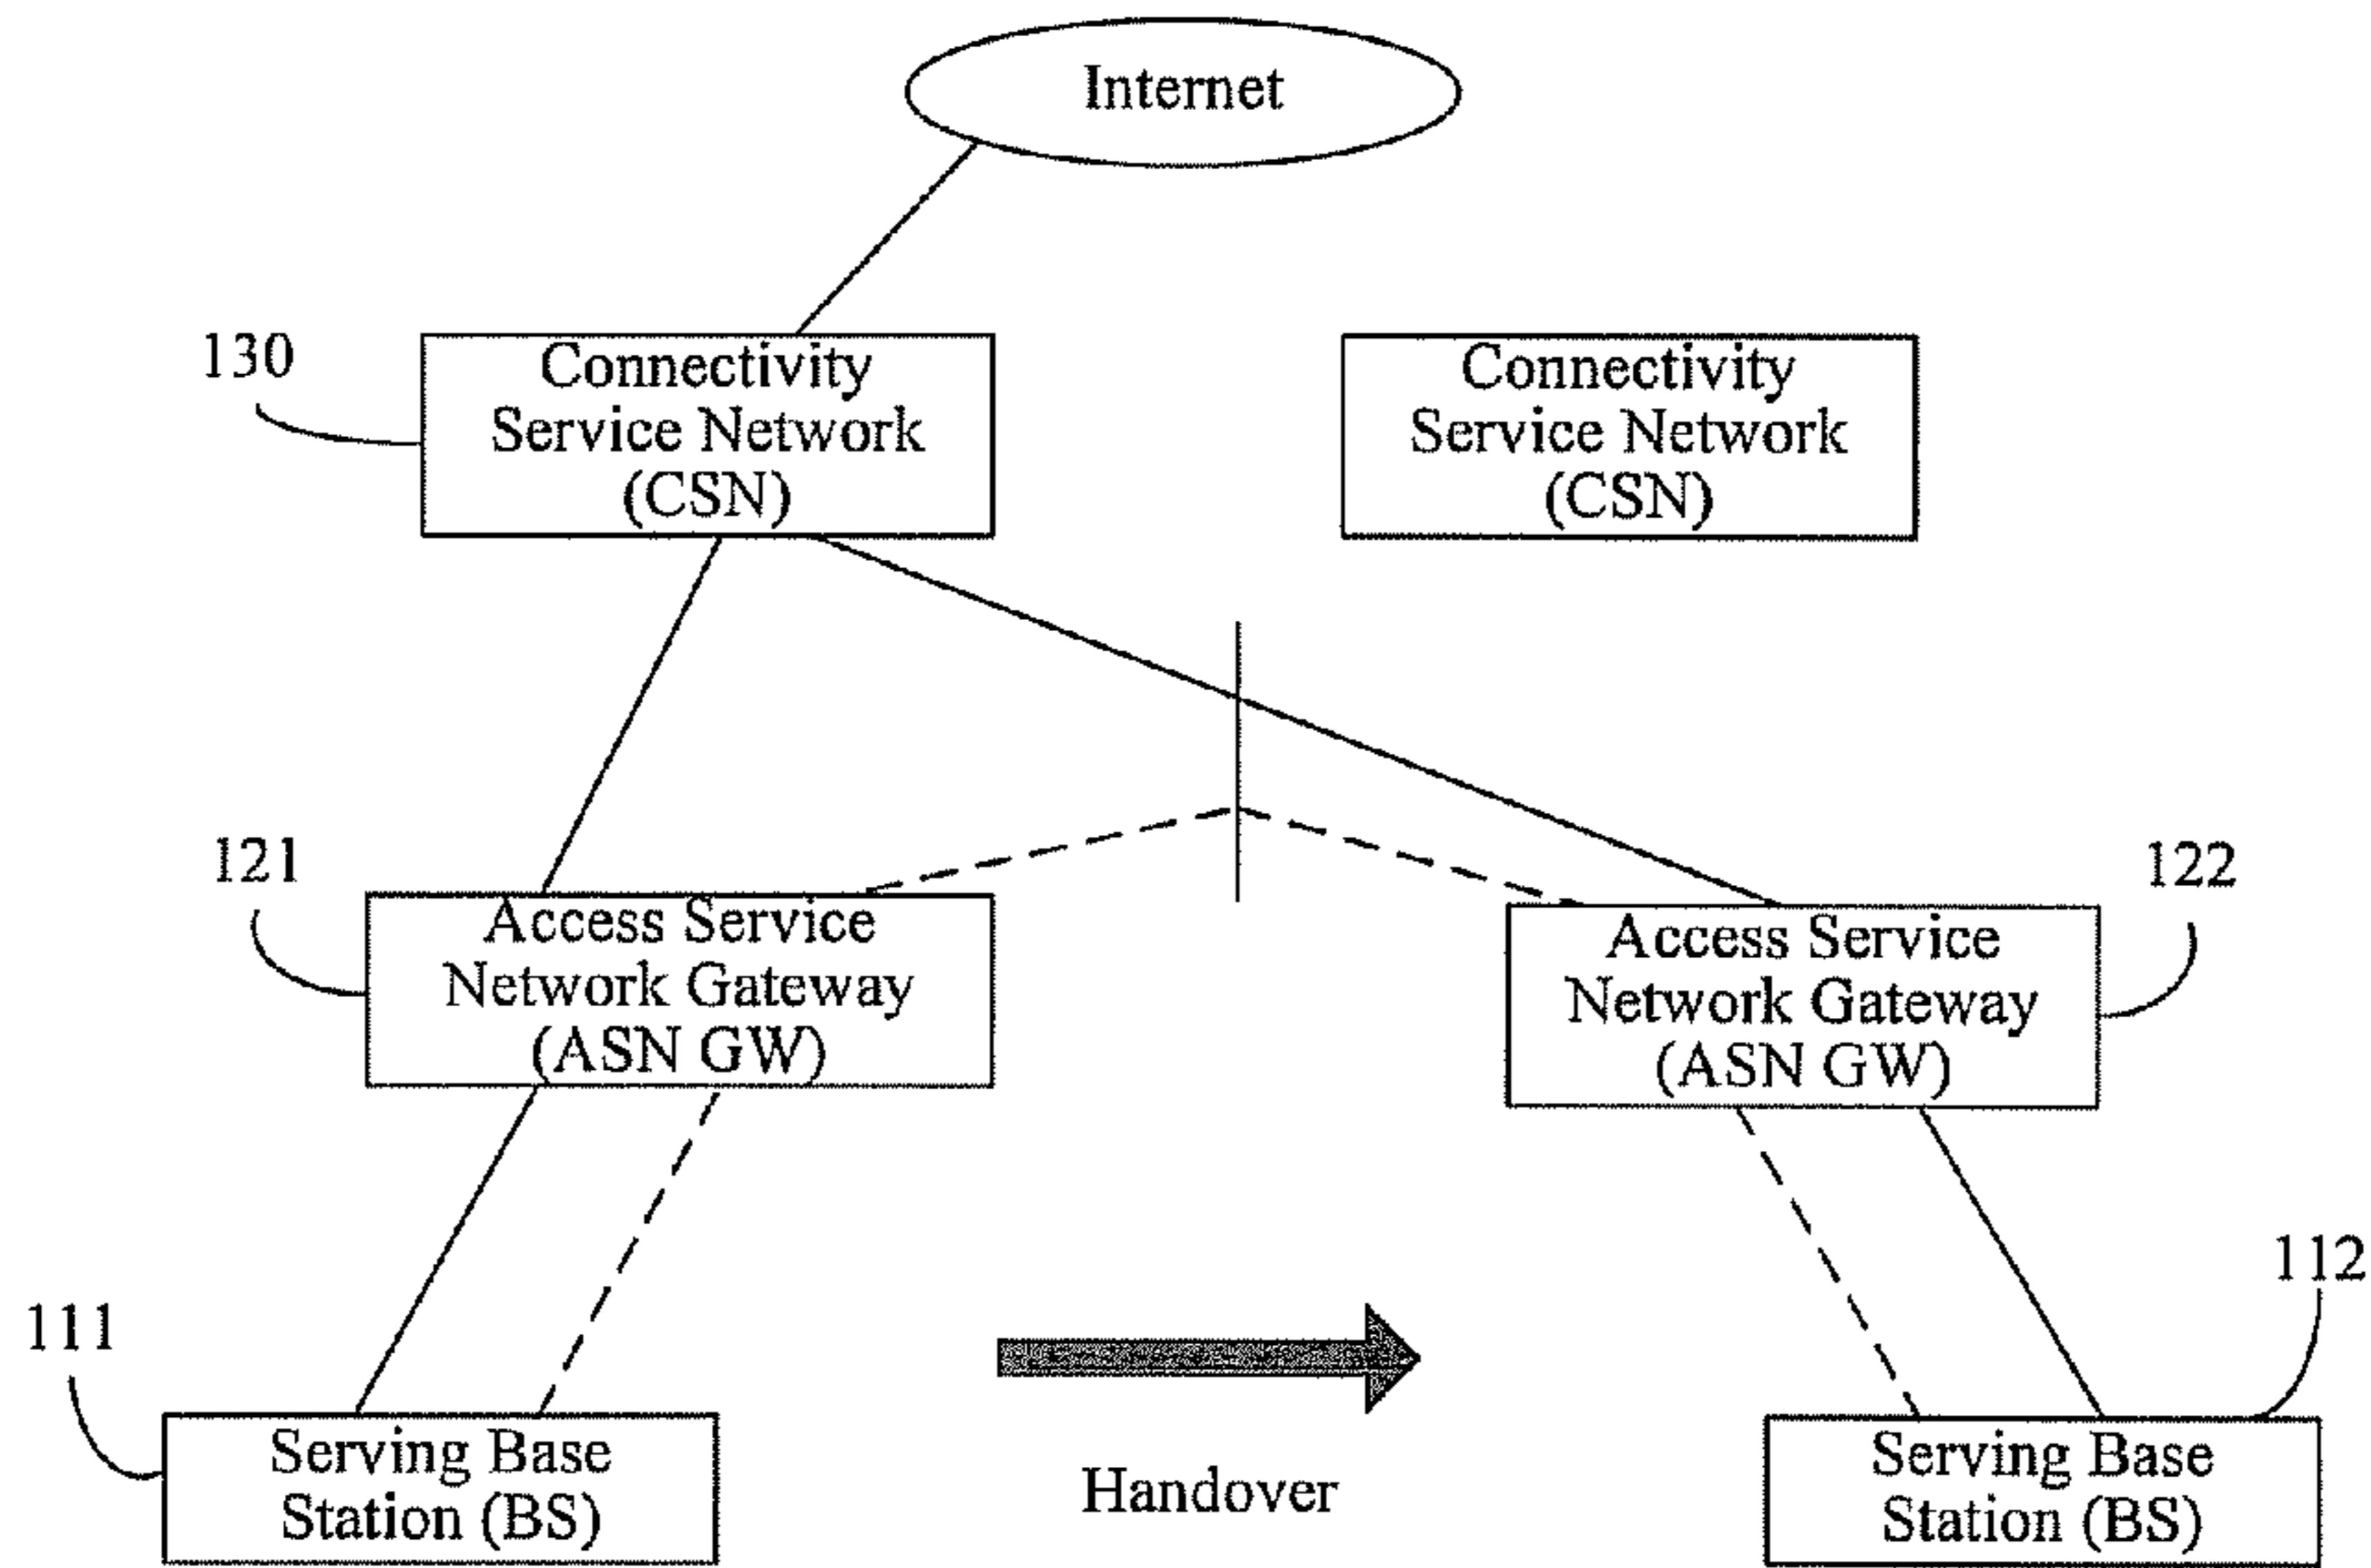 Internet
130
Connectivity
Service Network
(CSN)
Connectivity
Service Network
(CSN)
121
Access Service
Network Gateway
(ASN GW)
122
Access Service
Network Gateway
(ASN GW)
111
Serving Base
Station (BS)
Handover
112
Serving Base
Station (BS)